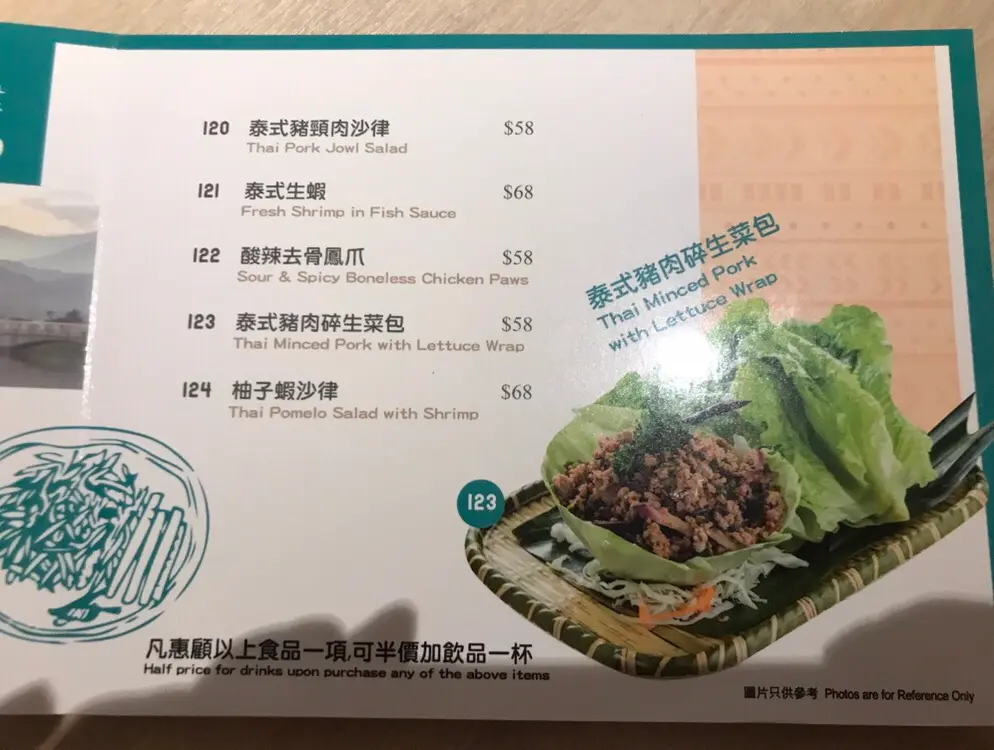 120 泰式豬頸肉沙律 $58
Thai Pork Jowl Salad
121 泰式生蝦 $68
Fresh Shrimp in Fish Sauce
122 酸辣去骨鳳爪 $58
Sour & Spicy Boneless Chicken Paws
123 泰式豬肉碎生菜包 $58
Thai Minced Pork with Lettuce Wrap
124 柚子蝦沙律 $68
Thai Pomelo Salad with Shrimp
泰式豬肉碎生菜包
Thai Minced Pork
with Lettuce Wrap
123
凡惠顧以上食品一項,可半價加飲品一杯
Half price for drinks upon purchase any of the above items
圖片只供參考 Photos are for Reference Only